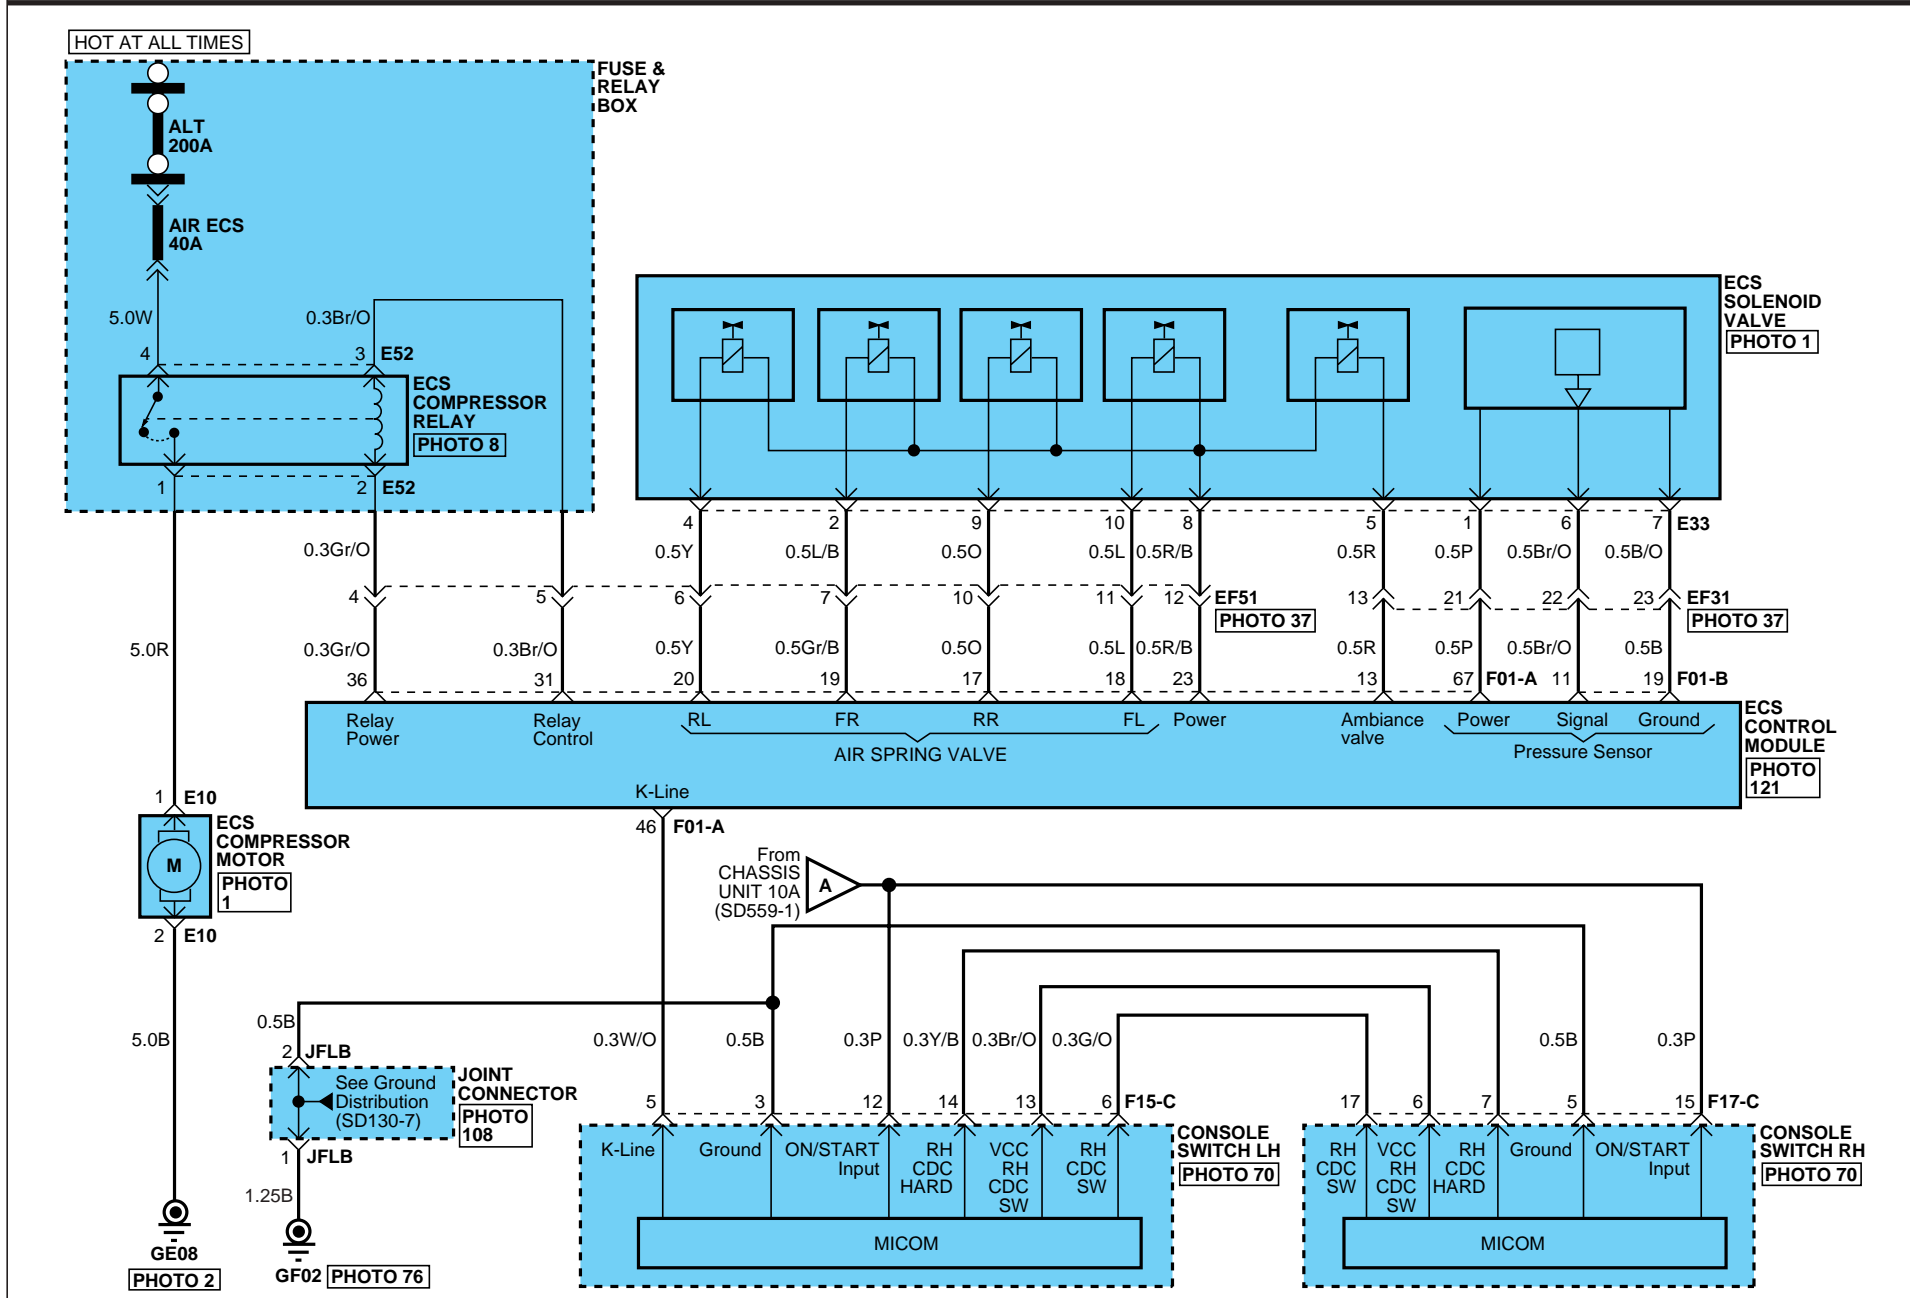 HOT AT ALL TIMES
FUSE &
RELAY
BOX
ALT
200A
AIR ECS
40A
5.0W
0.3Br/O
4
3
E52
ECS
COMPRESSOR
RELAY
PHOTO 8
1
2
E52
ECS
SOLENOID
VALVE
PHOTO 1
4
2
9
10
8
5
1
6
7
E33
0.3Gr/O
0.5Y
0.5L/B
0.5O
0.5L
0.5R/B
0.5R
0.5P
0.5Br/O
0.5B/O
4
5
6
7
10
11
12
EF51
PHOTO 37
13
21
22
23
EF31
PHOTO 37
5.0R
0.3Gr/O
0.3Br/O
0.5Y
0.5Gr/B
0.5O
0.5L
0.5R/B
0.5R
0.5P
0.5Br/O
0.5B
36
31
20
19
17
18
23
13
67
F01-A
11
19
F01-B
Relay
Power
Relay
Control
RL
FR
RR
FL
AIR SPRING VALVE
Power
Ambiance
valve
Power
Signal
Ground
Pressure Sensor
ECS
CONTROL
MODULE
PHOTO
121
K-Line
46
F01-A
1
E10
ECS
COMPRESSOR
MOTOR
PHOTO
1
M
2
E10
From
CHASSIS
UNIT 10A
(SD559-1)
A
5.0B
0.5B
2
JFLB
See Ground
Distribution
(SD130-7)
JOINT
CONNECTOR
PHOTO
108
1
JFLB
1.25B
GE08
PHOTO 2
GF02
PHOTO 76
0.3W/O
0.5B
0.3P
0.3Y/B
0.3Br/O
0.3G/O
0.5B
0.3P
5
3
12
14
13
6
F15-C
K-Line
Ground
ON/START
Input
RH
CDC
HARD
VCC
RH
CDC
SW
RH
CDC
SW
MICOM
CONSOLE
SWITCH LH
PHOTO 70
17
6
7
5
15
F17-C
RH
CDC
SW
VCC
RH
CDC
SW
RH
CDC
HARD
Ground
ON/START
Input
MICOM
CONSOLE
SWITCH RH
PHOTO 70